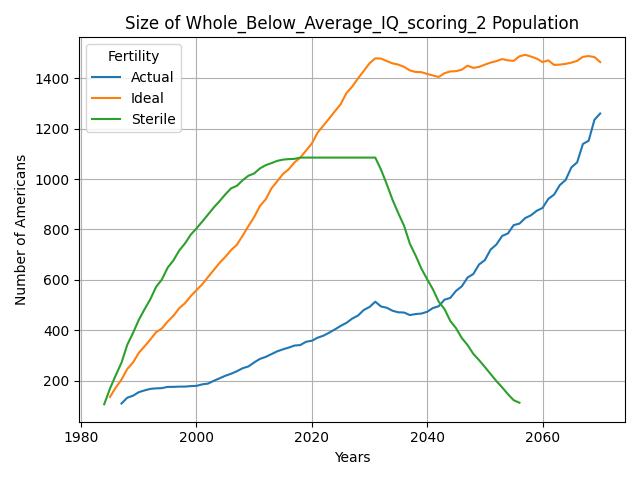 Size of Whole_Below_Average_IQ_scoring_2 Population
Fertility
Actual
Ideal
Sterile
1400
1200
1000
800
600
400
200
Number of Americans
1980
2000
2020
2040
2060
Years